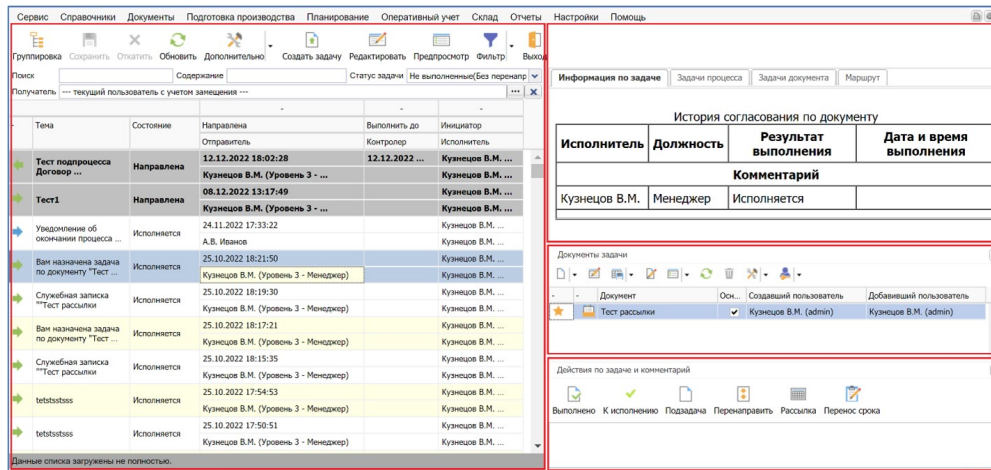 Сервис Справочники Документы Подготовка производства Планирование Оперативный учет Склад Отчеты Настройки Помощь
Группировка Сохранить Откатить Обновить Дополнительно Создать задачу Редактировать Предпросмотр Фильтр Выход
Поиск Содержание Статус задачи Не выполненные(Без перенапр
Получатель --- текущий пользователь с учетом замещения ---
- - -
- Тема Состояние Направлена Выполнить до Инициатор
Отправитель Контролер Исполнитель
Тест подпроцесса Договор ... Направлена 12.12.2022 18:02:28 12.12.2022 ... Кузнецов В.М. ...
Кузнецов В.М. (Уровень 3 - ... Кузнецов В.М. ...
Тест1 Направлена 08.12.2022 13:17:49 Кузнецов В.М. ...
Кузнецов В.М. (Уровень 3 - ... Кузнецов В.М. ...
Уведомление об окончании процесса ... Исполняется 24.11.2022 17:33:22 Кузнецов В.М. ...
А.В. Иванов Кузнецов В.М. ...
Вам назначена задача по документу "Тест ... Исполняется 25.10.2022 18:21:50 Кузнецов В.М. ...
Кузнецов В.М. (Уровень 3 - Менеджер) Кузнецов В.М. ...
Служебная записка ""Тест рассылки Исполняется 25.10.2022 18:19:30 Кузнецов В.М. ...
Кузнецов В.М. (Уровень 3 - Менеджер) Кузнецов В.М. ...
Вам назначена задача по документу "Тест ... Исполняется 25.10.2022 18:17:21 Кузнецов В.М. ...
Кузнецов В.М. (Уровень 3 - Менеджер) Кузнецов В.М. ...
Служебная записка ""Тест рассылки Исполняется 25.10.2022 18:15:35 Кузнецов В.М. ...
Кузнецов В.М. (Уровень 3 - Менеджер) Кузнецов В.М. ...
tetstsstsss Исполняется 25.10.2022 17:54:53 Кузнецов В.М. ...
Кузнецов В.М. (Уровень 3 - Менеджер) Кузнецов В.М. ...
tetstsstsss Исполняется 25.10.2022 17:50:51 Кузнецов В.М. ...
Кузнецов В.М. (Уровень 3 - Менеджер) Кузнецов В.М. ...
Данные списка загружены не полностью.
Информация по задаче Задачи процесса Задачи документа Маршрут
История согласования по документу
Исполнитель Должность Результат выполнения Дата и время выполнения
Комментарий
Кузнецов В.М. Менеджер Исполняется
Документы задачи
- - Документ Осн... Создавший пользователь Добавивший пользователь
Тест рассылки Кузнецов В.М. (admin) Кузнецов В.М. (admin)
Действия по задаче и комментарий
Выполнено К исполнению Подзадача Перенаправить Рассылка Перенос срока